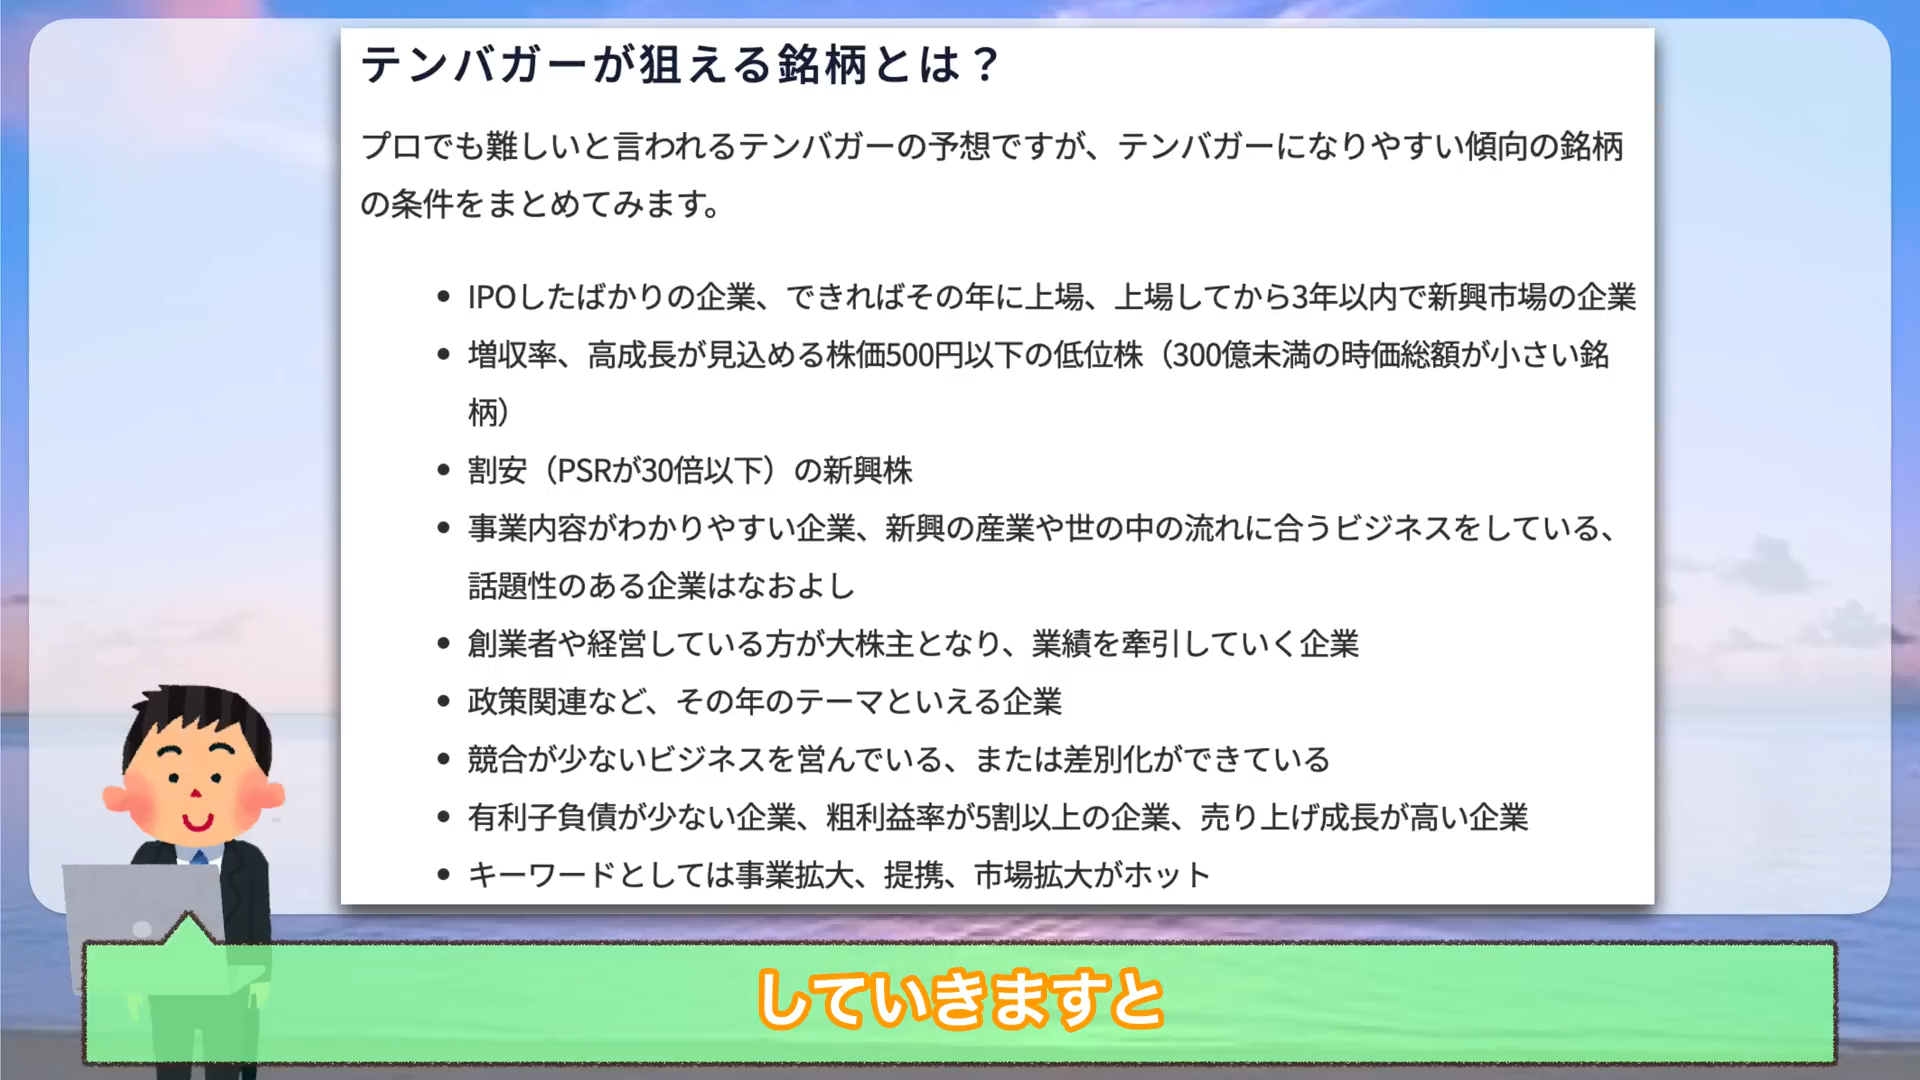 テンバガーが狙える銘柄とは？
プロでも難しいと言われるテンバガーの予想ですが、テンバガーになりやすい傾向の銘柄
の条件をまとめてみます。
• IPOしたばかりの企業、できればその年に上場、上場してから3年以内で新興市場の企業
• 増収率、高成長が見込める株価500円以下の低位株（300億未満の時価総額が小さい銘
柄）
• 割安（PSRが30倍以下）の新興株
• 事業内容がわかりやすい企業、新興の産業や世の中の流れに合うビジネスをしている、
話題性のある企業はなおよし
• 創業者や経営している方が大株主となり、業績を牽引していく企業
• 政策関連など、その年のテーマといえる企業
• 競合が少ないビジネスを営んでいる、または差別化ができている
• 有利子負債が少ない企業、粗利益率が5割以上の企業、売り上げ成長が高い企業
• キーワードとしては事業拡大、提携、市場拡大がホット
していきますと